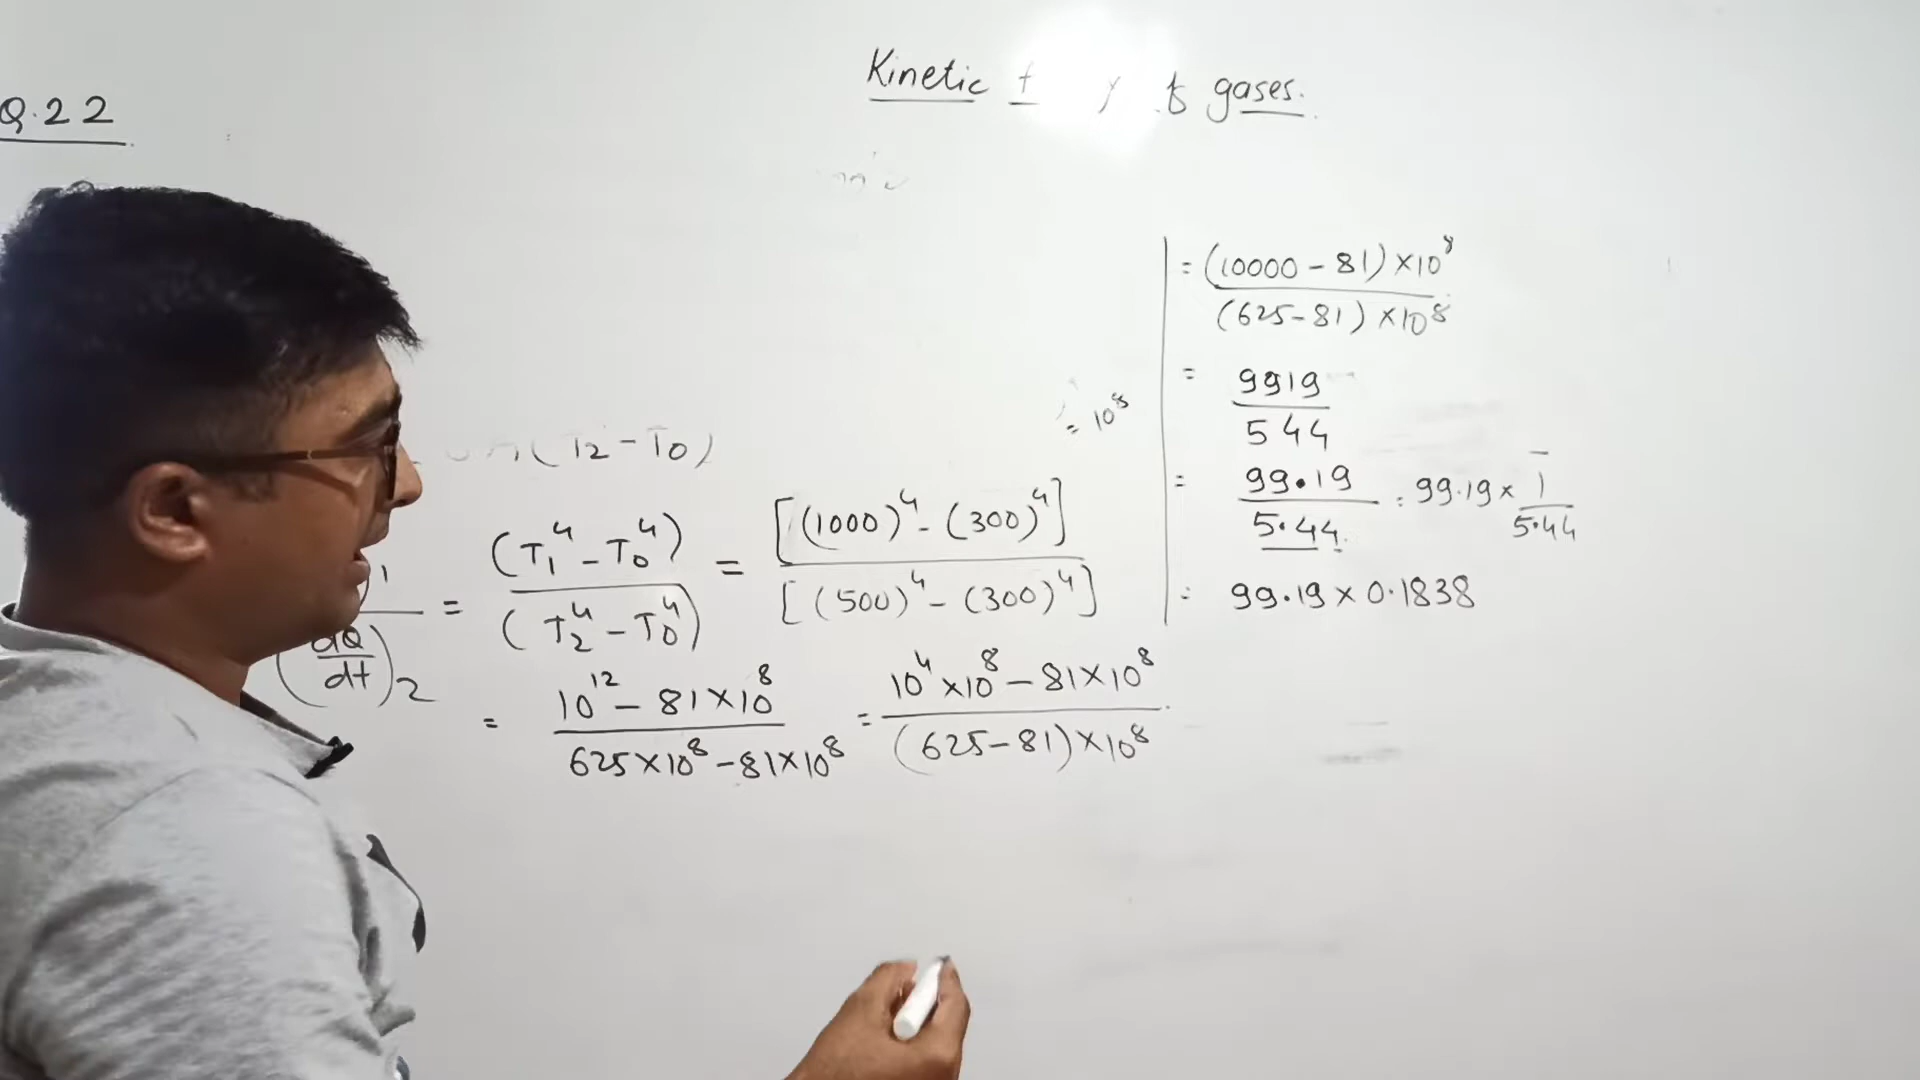 Kinetic of gases.
Q.22
(T₂ - T₀)
= (T₁⁴ - T₀⁴) / (T₂⁴ - T₀⁴) = [(1000)⁴ - (300)⁴] / [(500)⁴ - (300)⁴]
(dQ/dt)₂
= (10¹² - 81×10⁸) / (625×10⁸ - 81×10⁸) = (10⁴×10⁸ - 81×10⁸) / ((625-81)×10⁸)
= 10⁸
= (10000 - 81)×10⁸ / (625-81)×10⁸
= 9919 / 544
= 99.19 / 5.44 = 99.19 × 1 / 5.44
= 99.19 × 0.1838